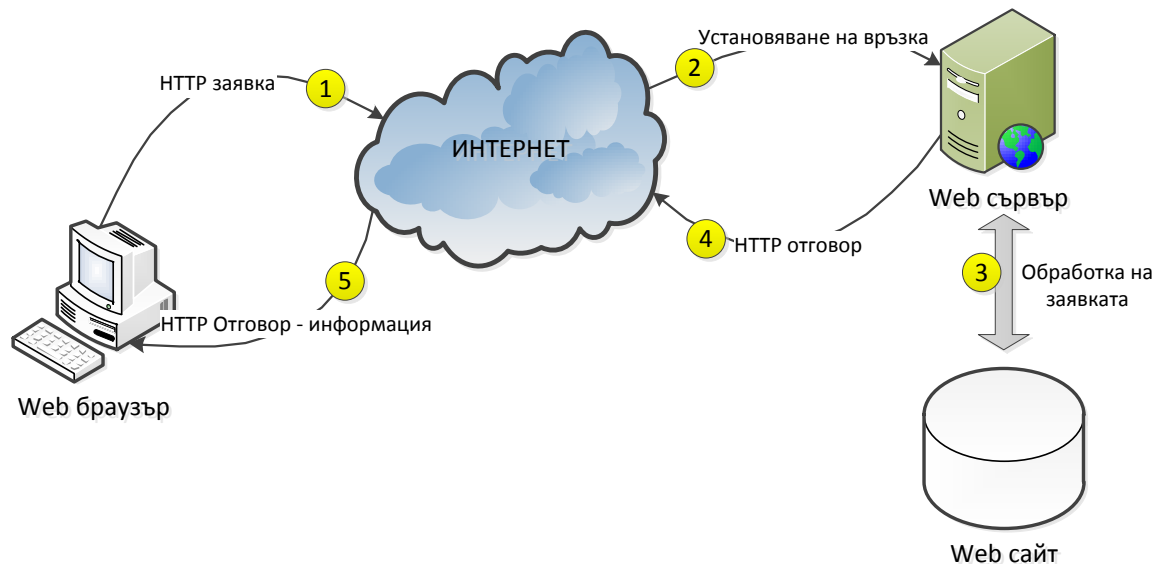 HTTP заявка
1
2
Установяване на връзка
ИНТЕРНЕТ
Web сървър
4
HTTP отговор
3
Обработка на
заявката
5
HTTP Отговор - информация
Web браузър
Web сайт